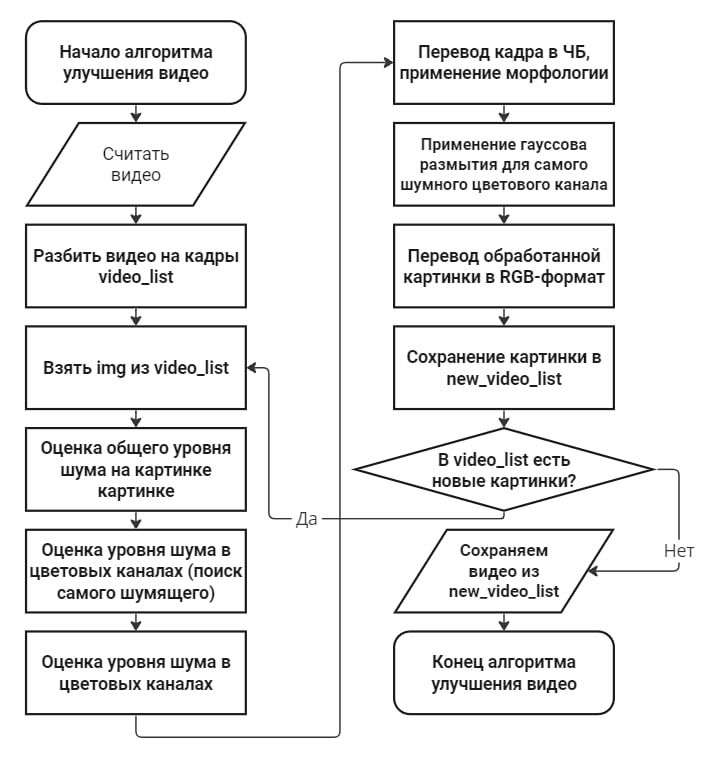 Начало алгоритма
улучшения видео
Считать
видео
Разбить видео на кадры
video_list
Взять img из video_list
Оценка общего уровня
шума на картинке
картинке
Оценка уровня шума в
цветовых каналах (поиск
самого шумящего)
Оценка уровня шума в
цветовых каналах
Перевод кадра в ЧБ,
применение морфологии
Применение гауссова
размытия для самого
шумного цветового канала
Перевод обработанной
картинки в RGB-формат
Сохранение картинки в
new_video_list
В video_list есть
новые картинки?
Да
Нет
Сохраняем
видео из
new_video_list
Конец алгоритма
улучшения видео